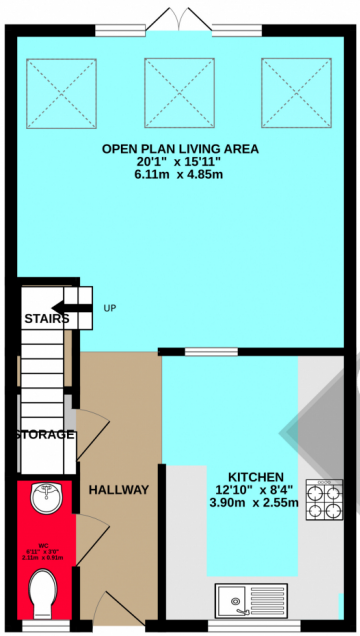 OPEN PLAN LIVING AREA
20'1" x 15'11"
6.11m x 4.85m
UP
STAIRS
STORAGE
KITCHEN
12'10" x 8'4"
3.90m x 2.55m
HALLWAY
WC